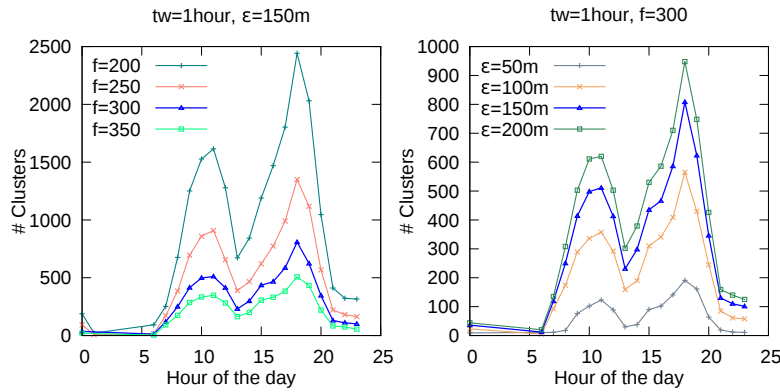 tw=1hour, ε=150m
2500
2000
1500
1000
500
0
# Clusters
f=200
f=250
f=300
f=350
0 5 10 15 20 25
Hour of the day
tw=1hour, f=300
1000
900
800
700
600
500
400
300
200
100
0
# Clusters
ε=50m
ε=100m
ε=150m
ε=200m
0 5 10 15 20 25
Hour of the day